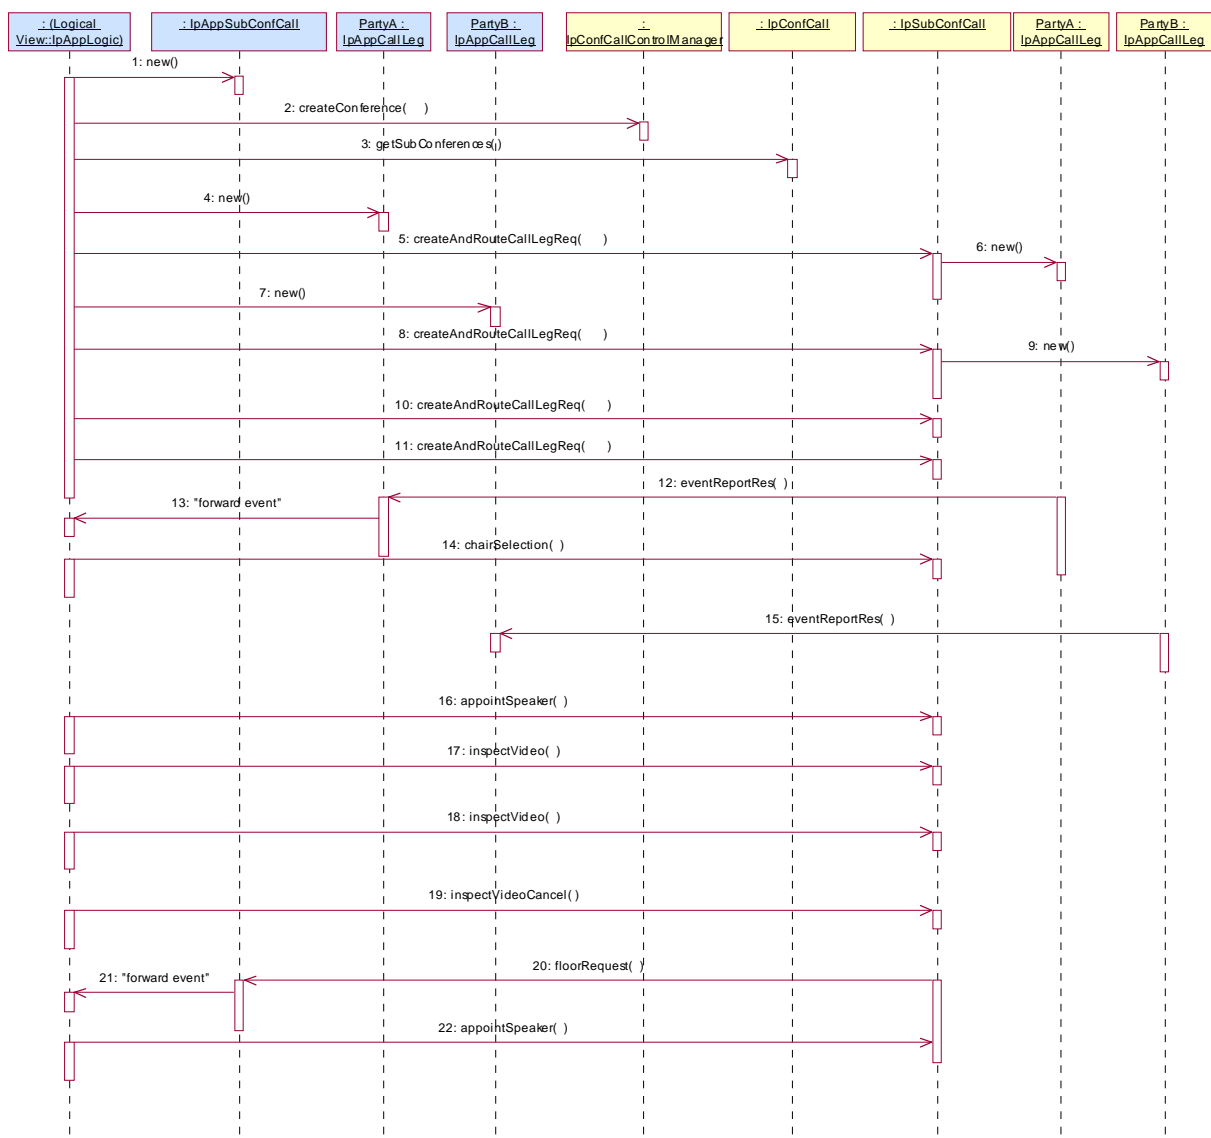 : (Logical
View::IpAppLogic)
: IpAppSubConfCall
PartyA :
IpAppCallLeg
PartyB :
IpAppCallLeg
:
IpConfCallControlManager
: IpConfCall
: IpSubConfCall
PartyA :
IpAppCallLeg
PartyB :
IpAppCallLeg
1: new()
2: createConference( )
3: getSubConferences()
4: new()
5: createAndRouteCallLegReq( )
6: new()
7: new()
8: createAndRouteCallLegReq( )
9: new()
10: createAndRouteCallLegReq( )
11: createAndRouteCallLegReq( )
12: eventReportRes( )
13: "forward event"
14: chairSelection( )
15: eventReportRes( )
16: appointSpeaker( )
17: inspectVideo( )
18: inspectVideo( )
19: inspectVideoCancel()
20: floorRequest( )
21: "forward event"
22: appointSpeaker( )